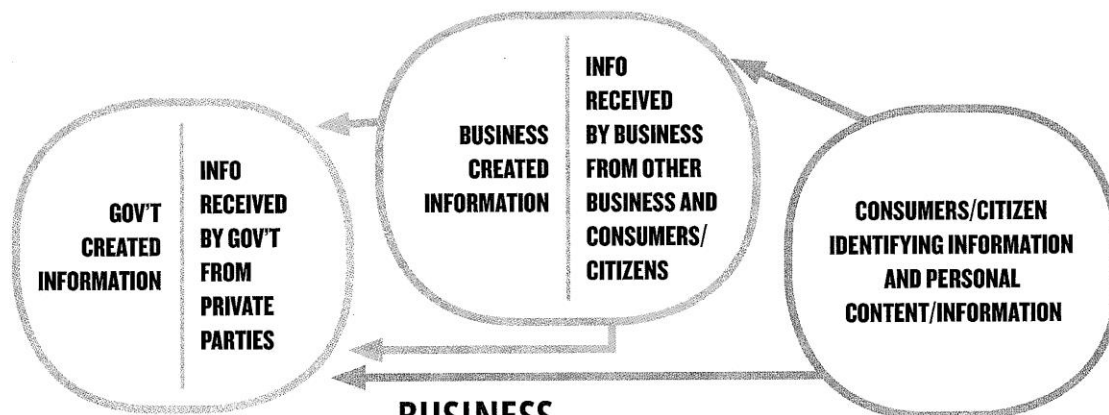 GOV'T
CREATED
INFORMATION
INFO
RECEIVED
BY GOV'T
FROM
PRIVATE
PARTIES
BUSINESS
CREATED
INFORMATION
INFO
RECEIVED
BY BUSINESS
FROM OTHER
BUSINESS AND
CONSUMERS/
CITIZENS
CONSUMERS/CITIZEN
IDENTIFYING INFORMATION
AND PERSONAL
CONTENT/INFORMATION
BUSINESS